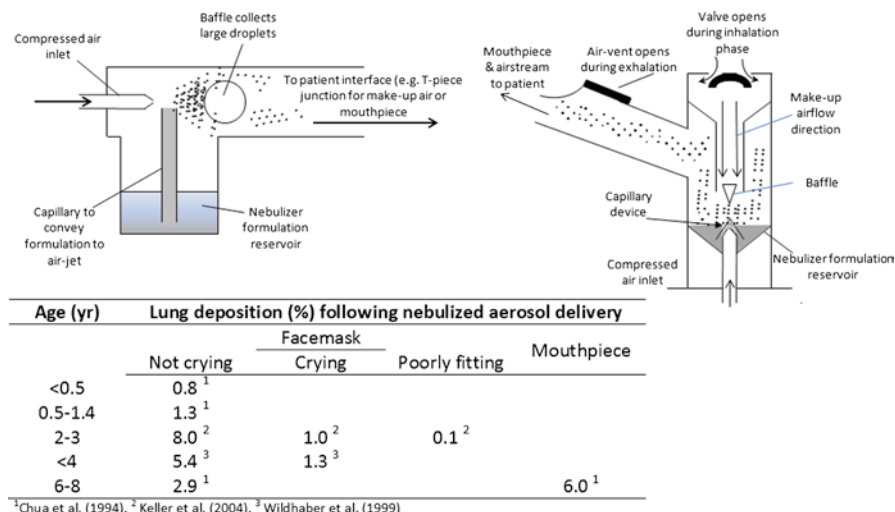 Compressed air
inlet
Baffle collects
large droplets
To patient interface (e.g. T-piece
junction for make-up air or
mouthpiece
Capillary to
convey
formulation to
air-jet
Nebulizer
formulation
reservoir
Mouthpiece
& airstream
to patient
Air-vent opens
during exhalation
Valve opens
during inhalation
phase
Make-up
airflow
direction
Baffle
Capillary
device
Compressed
air inlet
Nebulizer formulation
reservoir
Age (yr) Lung deposition (%) following nebulized aerosol delivery
Facemask
Mouthpiece
Not crying Crying Poorly fitting
<0.5 0.8 1
0.5-1.4 1.3 1
2-3 8.0 2 1.0 2 0.1 2
<4 5.4 3 1.3 3
6-8 2.9 1 6.0 1
1Chua et al. (1994), 2 Keller et al. (2004), 3 Wildhaber et al. (1999)